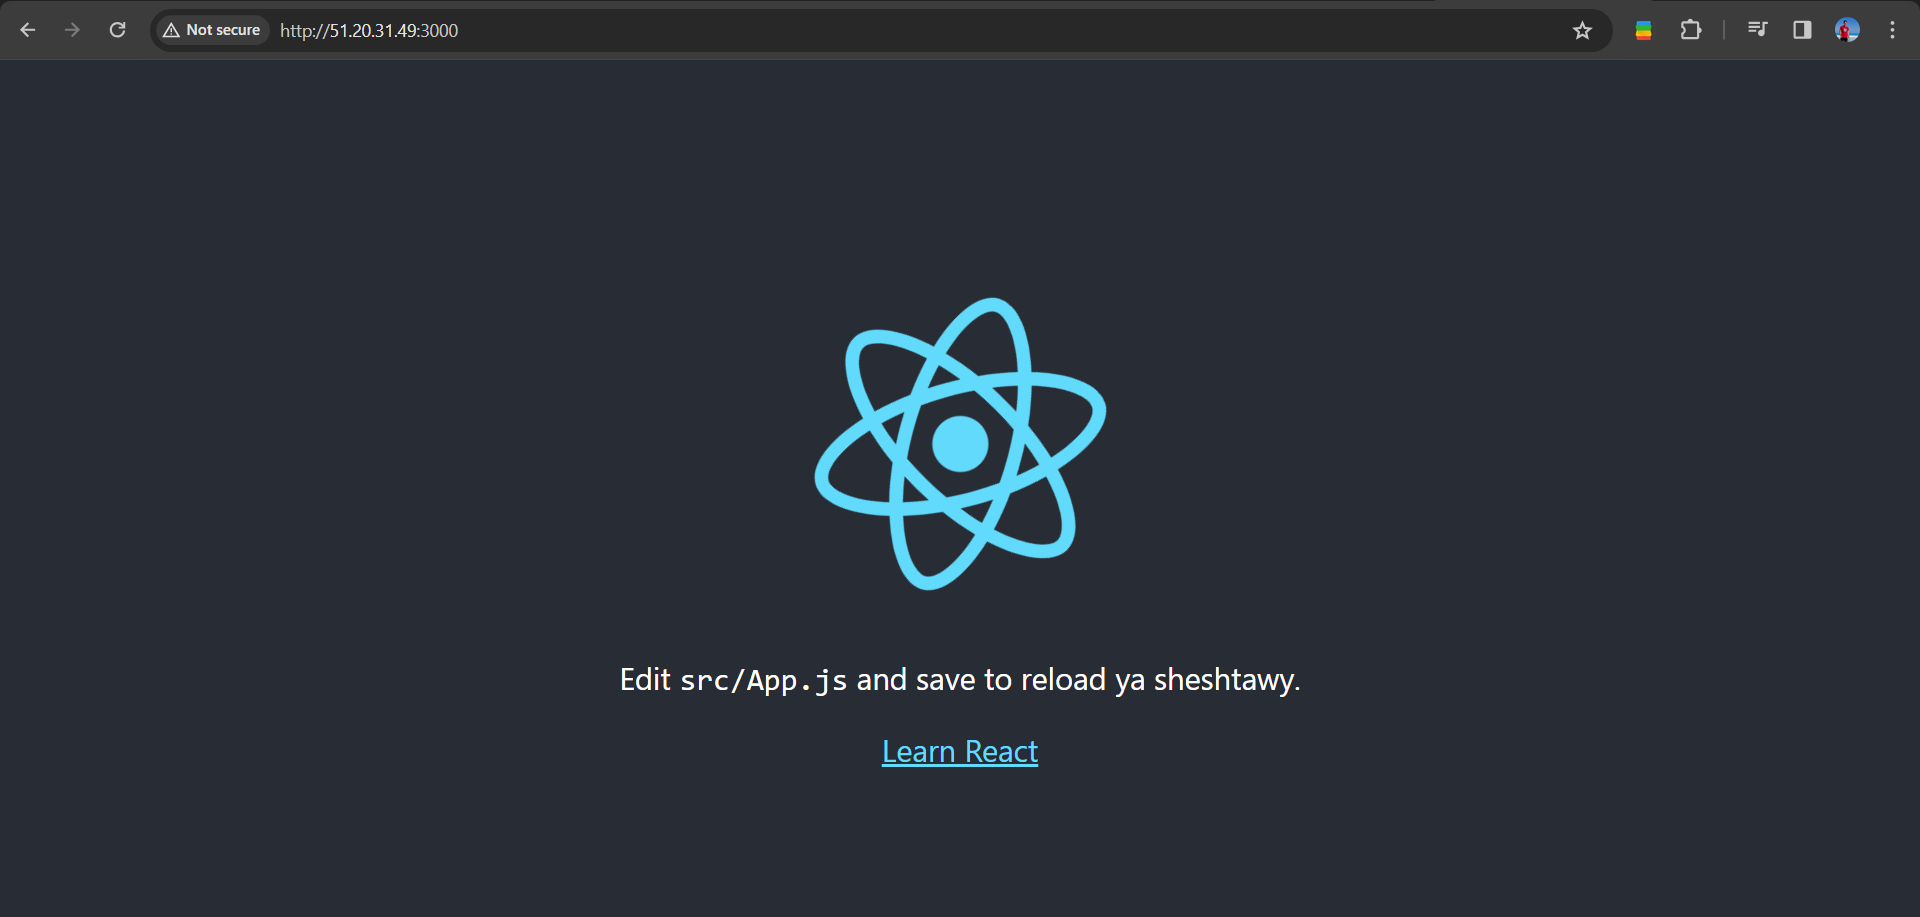 Not secure http://51.20.31.49:3000
Edit src/App.js and save to reload ya sheshtawy.
Learn React